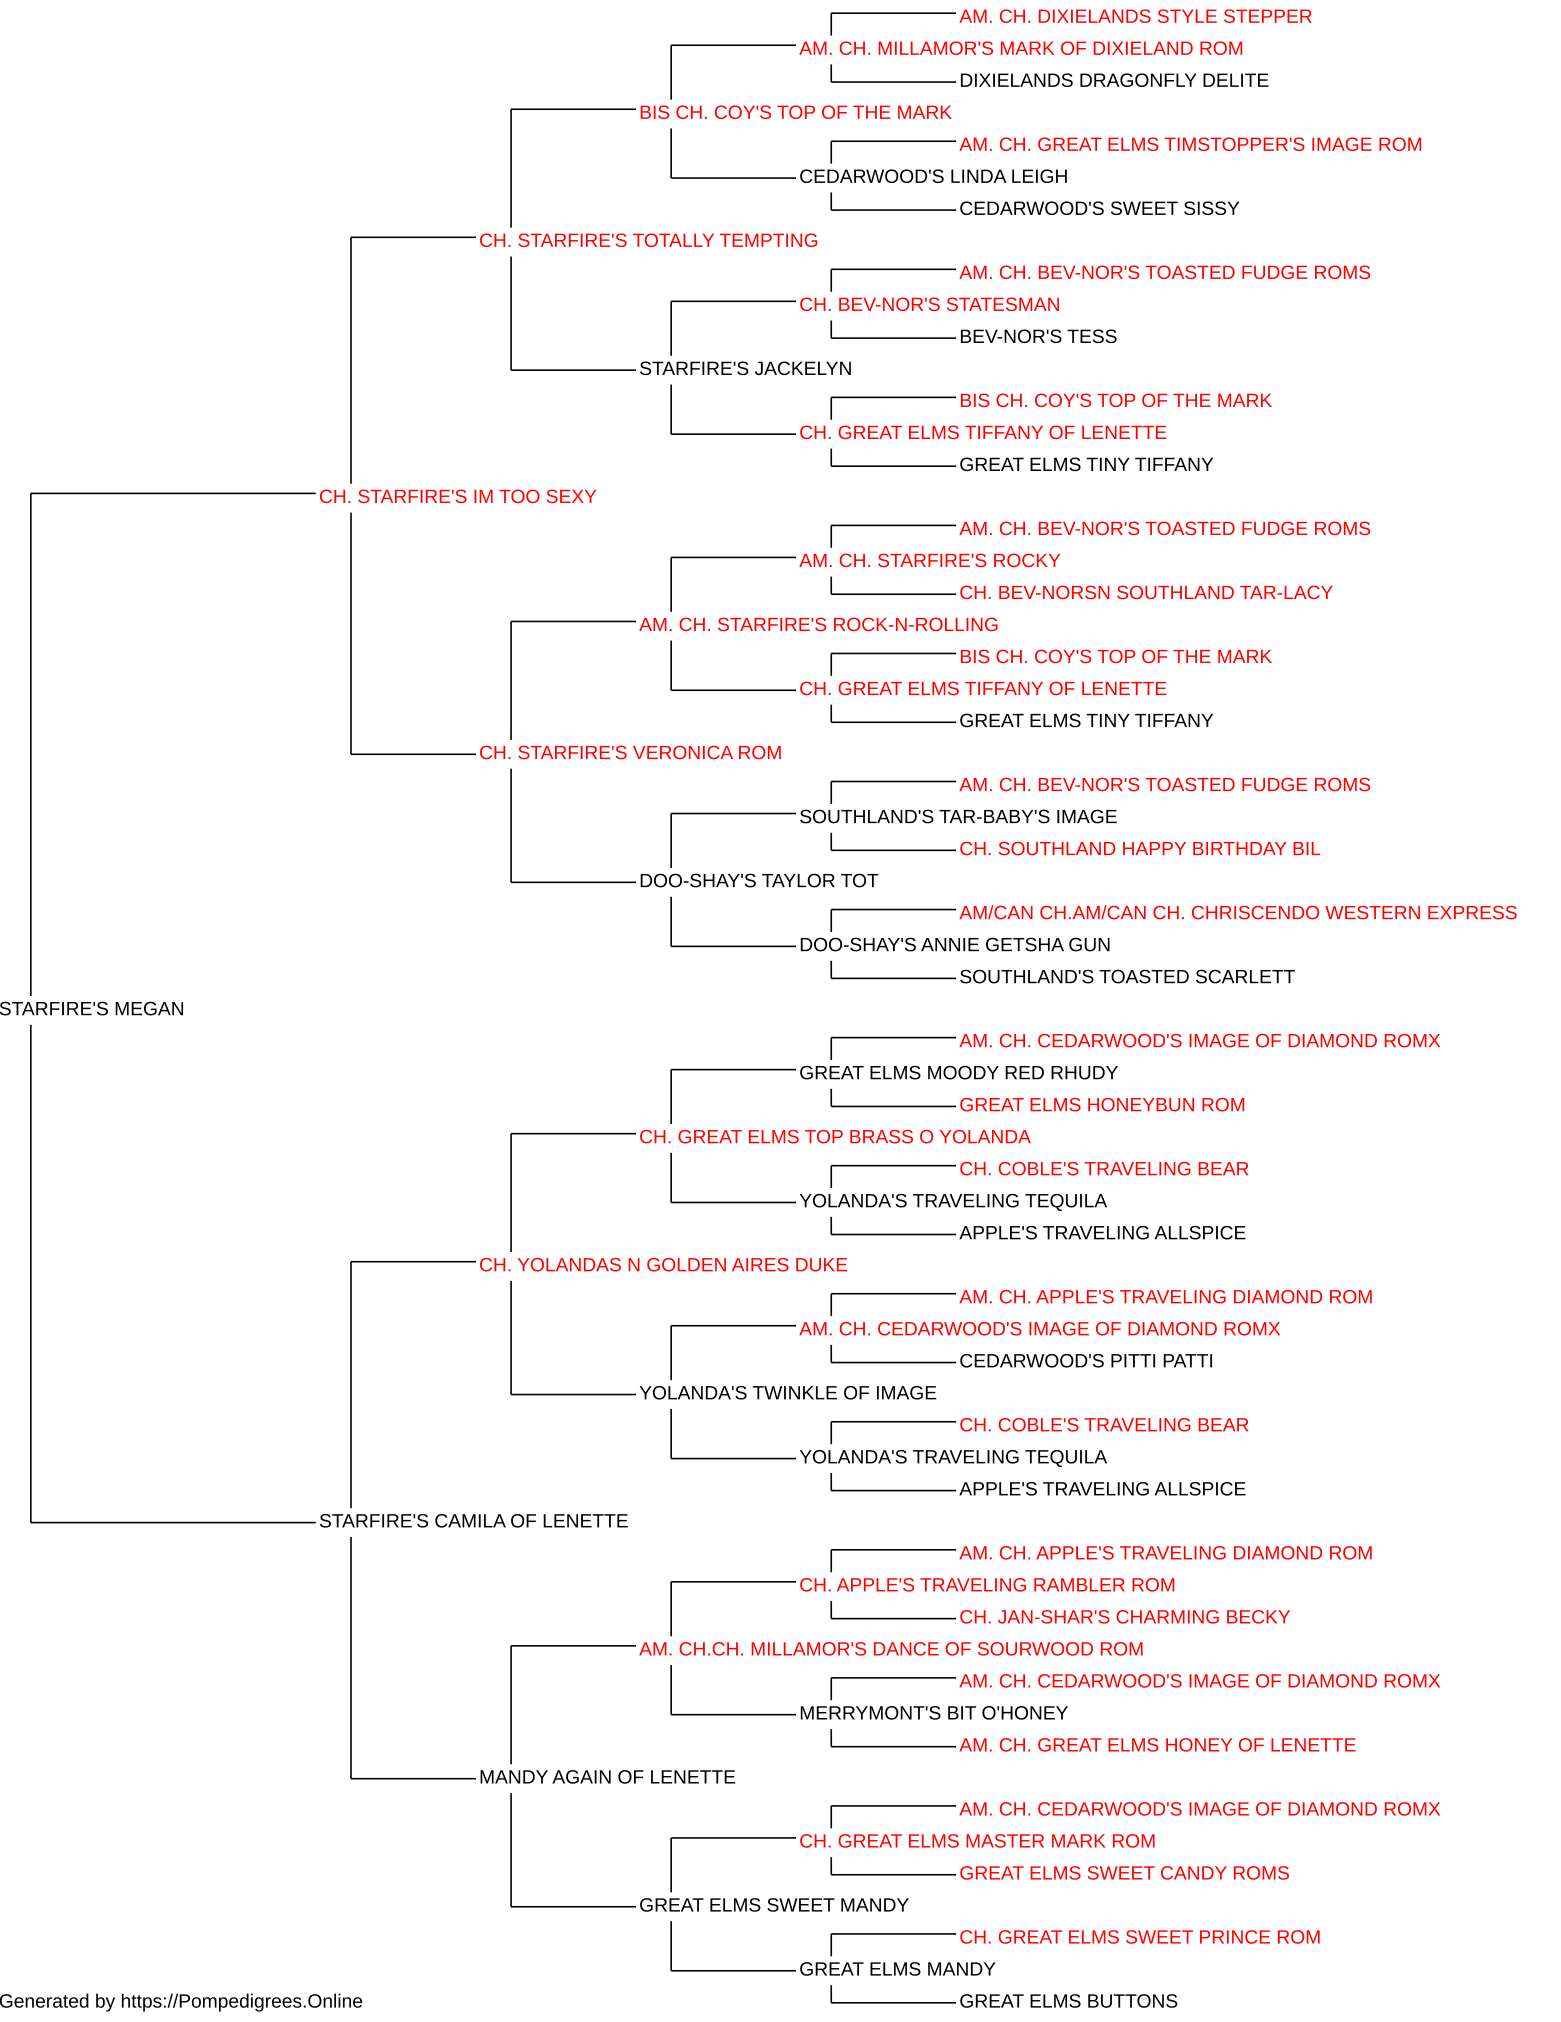 AM. CH. DIXIELANDS STYLE STEPPER
AM. CH. MILLAMOR'S MARK OF DIXIELAND ROM
DIXIELANDS DRAGONFLY DELITE
BIS CH. COY'S TOP OF THE MARK
AM. CH. GREAT ELMS TIMSTOPPER'S IMAGE ROM
CEDARWOOD'S LINDA LEIGH
CEDARWOOD'S SWEET SISSY
CH. STARFIRE'S TOTALLY TEMPTING
AM. CH. BEV-NOR'S TOASTED FUDGE ROMS
CH. BEV-NOR'S STATESMAN
BEV-NOR'S TESS
STARFIRE'S JACKELYN
BIS CH. COY'S TOP OF THE MARK
CH. GREAT ELMS TIFFANY OF LENETTE
GREAT ELMS TINY TIFFANY
CH. STARFIRE'S IM TOO SEXY
AM. CH. BEV-NOR'S TOASTED FUDGE ROMS
AM. CH. STARFIRE'S ROCKY
CH. BEV-NORSN SOUTHLAND TAR-LACY
AM. CH. STARFIRE'S ROCK-N-ROLLING
BIS CH. COY'S TOP OF THE MARK
CH. GREAT ELMS TIFFANY OF LENETTE
GREAT ELMS TINY TIFFANY
CH. STARFIRE'S VERONICA ROM
AM. CH. BEV-NOR'S TOASTED FUDGE ROMS
SOUTHLAND'S TAR-BABY'S IMAGE
CH. SOUTHLAND HAPPY BIRTHDAY BIL
DOO-SHAY'S TAYLOR TOT
AM/CAN CH.AM/CAN CH. CHRISCENDO WESTERN EXPRESS
DOO-SHAY'S ANNIE GETSHA GUN
SOUTHLAND'S TOASTED SCARLETT
STARFIRE'S MEGAN
AM. CH. CEDARWOOD'S IMAGE OF DIAMOND ROMX
GREAT ELMS MOODY RED RHUDY
GREAT ELMS HONEYBUN ROM
CH. GREAT ELMS TOP BRASS O YOLANDA
CH. COBLE'S TRAVELING BEAR
YOLANDA'S TRAVELING TEQUILA
APPLE'S TRAVELING ALLSPICE
CH. YOLANDAS N GOLDEN AIRES DUKE
AM. CH. APPLE'S TRAVELING DIAMOND ROM
AM. CH. CEDARWOOD'S IMAGE OF DIAMOND ROMX
CEDARWOOD'S PITTI PATTI
YOLANDA'S TWINKLE OF IMAGE
CH. COBLE'S TRAVELING BEAR
YOLANDA'S TRAVELING TEQUILA
APPLE'S TRAVELING ALLSPICE
STARFIRE'S CAMILA OF LENETTE
AM. CH. APPLE'S TRAVELING DIAMOND ROM
CH. APPLE'S TRAVELING RAMBLER ROM
CH. JAN-SHAR'S CHARMING BECKY
AM. CH.CH. MILLAMOR'S DANCE OF SOURWOOD ROM
AM. CH. CEDARWOOD'S IMAGE OF DIAMOND ROMX
MERRYMONT'S BIT O'HONEY
AM. CH. GREAT ELMS HONEY OF LENETTE
MANDY AGAIN OF LENETTE
AM. CH. CEDARWOOD'S IMAGE OF DIAMOND ROMX
CH. GREAT ELMS MASTER MARK ROM
GREAT ELMS SWEET CANDY ROMS
GREAT ELMS SWEET MANDY
CH. GREAT ELMS SWEET PRINCE ROM
GREAT ELMS MANDY
GREAT ELMS BUTTONS
Generated by https://Pompedigrees.Online